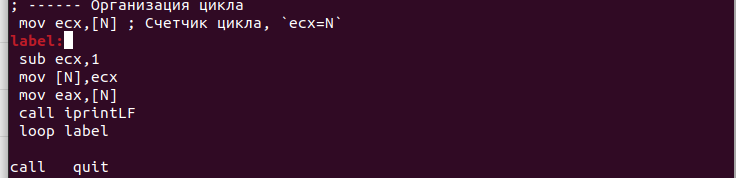 ; ------ Организация цикла
mov ecx,[N] ; Счетчик цикла, `ecx=N`
label:
sub ecx,1
mov [N],ecx
mov eax,[N]
call iprintLF
loop label
call   quit